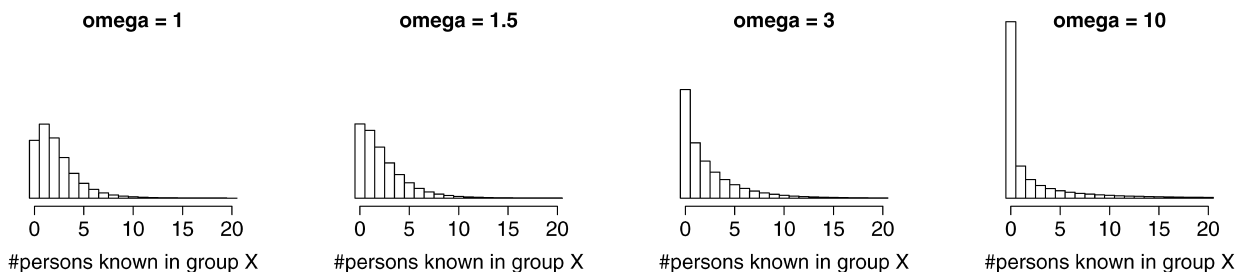 omega = 1
omega = 1.5
omega = 3
omega = 10
0 5 10 15 20
0 5 10 15 20
0 5 10 15 20
0 5 10 15 20
#persons known in group X
#persons known in group X
#persons known in group X
#persons known in group X